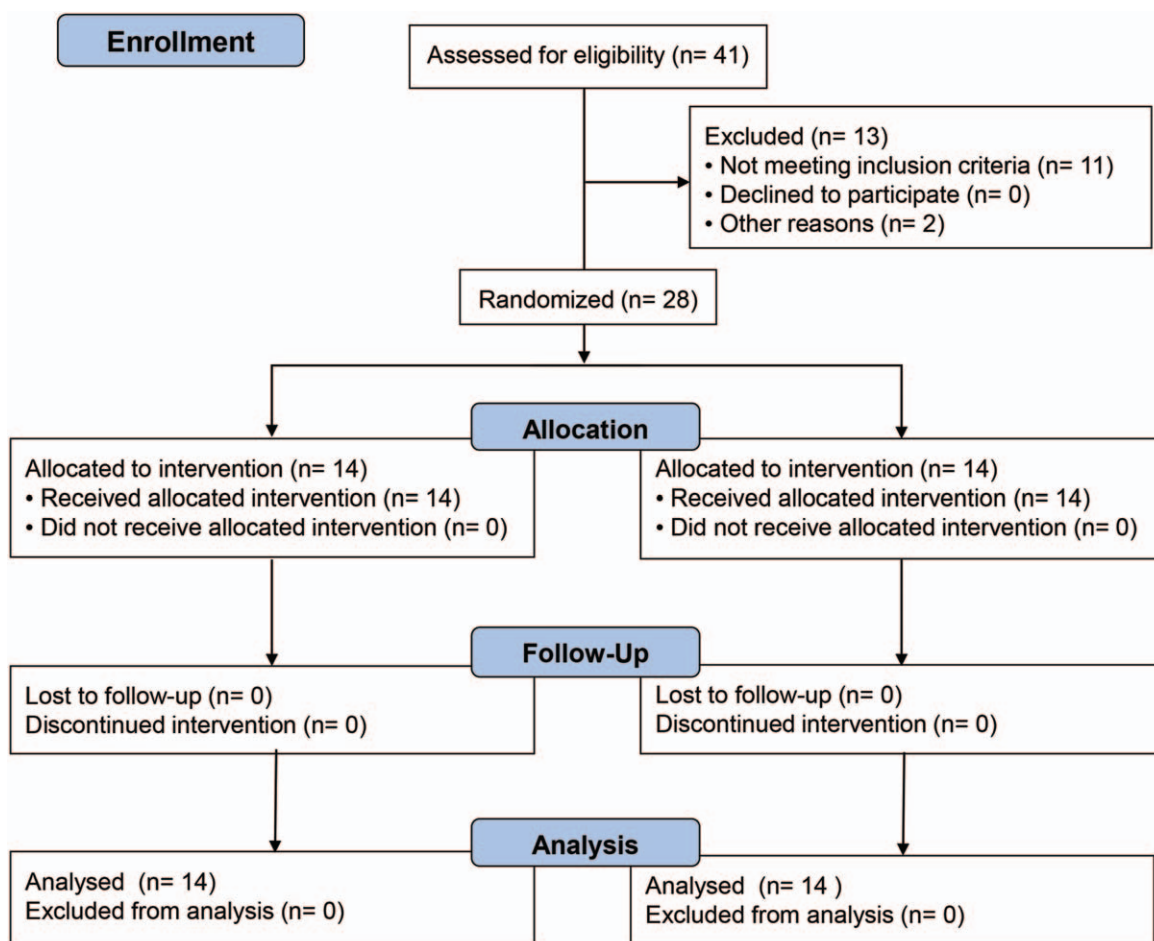 Enrollment
Assessed for eligibility (n= 41)
Excluded (n= 13)
• Not meeting inclusion criteria (n= 11)
• Declined to participate (n= 0)
• Other reasons (n= 2)
Randomized (n= 28)
Allocation
Allocated to intervention (n= 14)
• Received allocated intervention (n= 14)
• Did not receive allocated intervention (n= 0)
Allocated to intervention (n= 14)
• Received allocated intervention (n= 14)
• Did not receive allocated intervention (n= 0)
Follow-Up
Lost to follow-up (n= 0)
Discontinued intervention (n= 0)
Lost to follow-up (n= 0)
Discontinued intervention (n= 0)
Analysis
Analysed  (n= 14)
Excluded from analysis (n= 0)
Analysed  (n= 14 )
Excluded from analysis (n= 0)